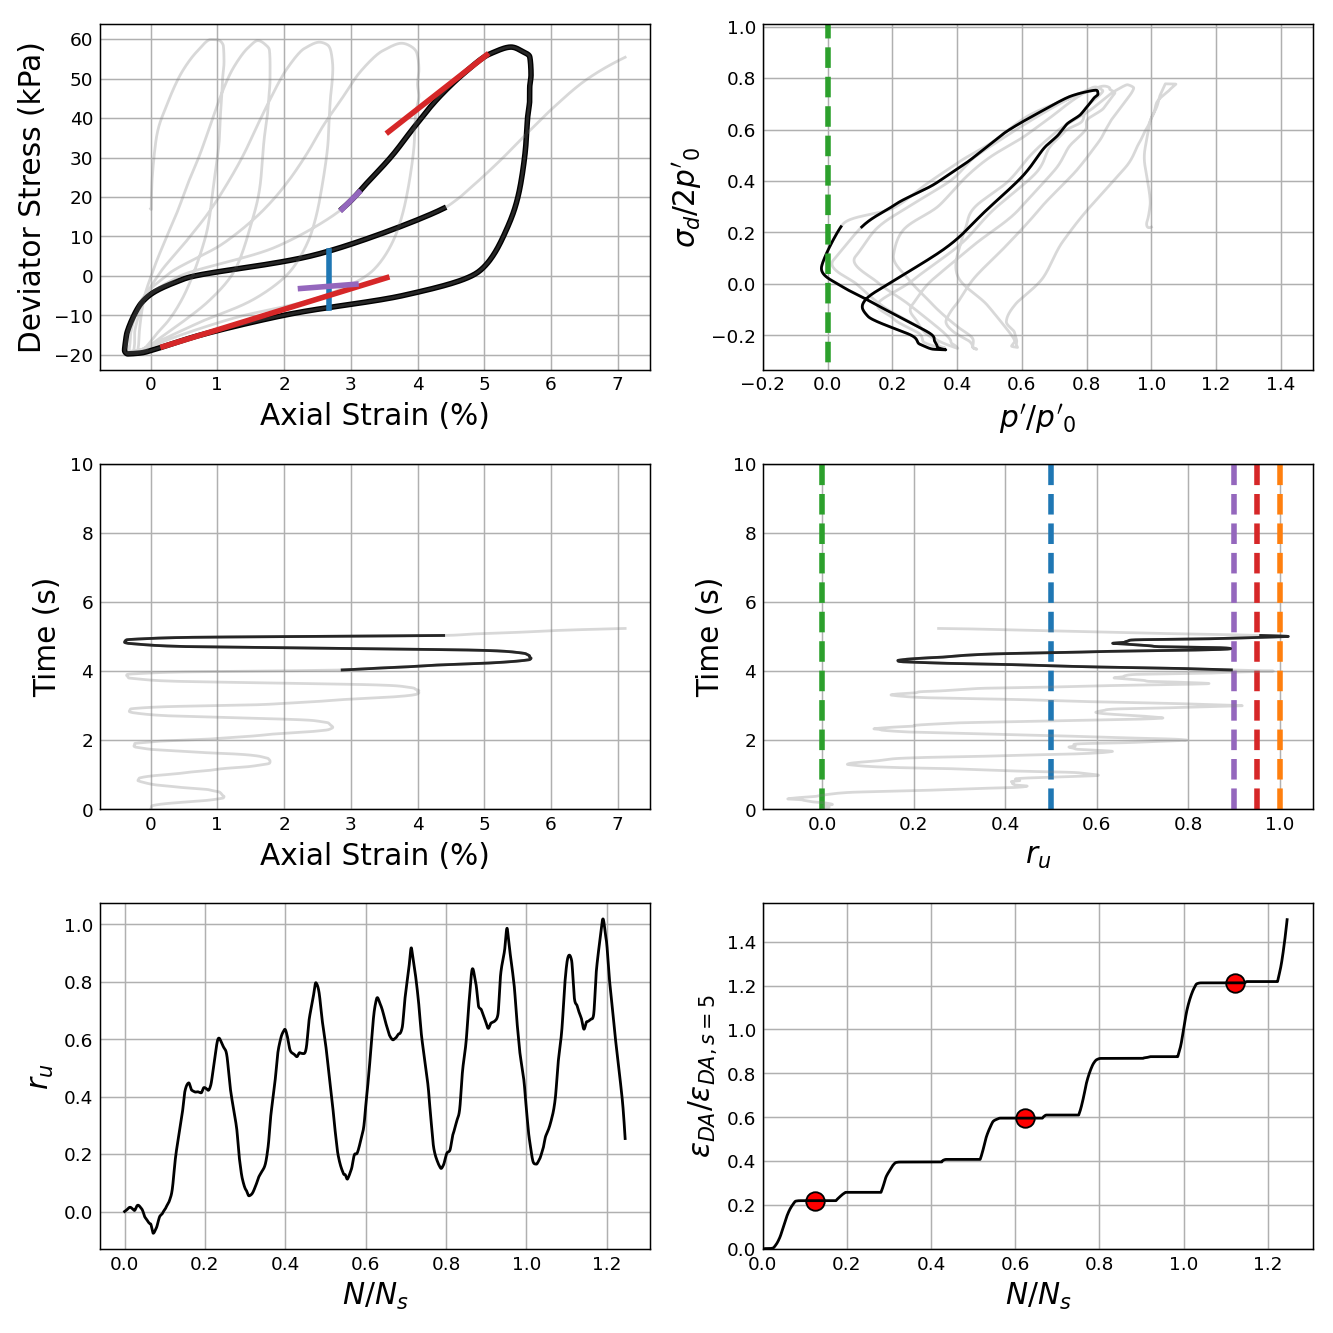 60
50
40
30
20
10
0
−10
−20
Deviator Stress (kPa)
0 1 2 3 4 5 6 7
Axial Strain (%)
1.0
0.8
0.6
0.4
0.2
0.0
−0.2
σd/2p′0
−0.2 0.0 0.2 0.4 0.6 0.8 1.0 1.2 1.4
p′/p′0
10
8
6
4
2
0
Time (s)
0 1 2 3 4 5 6 7
Axial Strain (%)
10
8
6
4
2
0
Time (s)
0.0 0.2 0.4 0.6 0.8 1.0
ru
1.0
0.8
0.6
0.4
0.2
0.0
ru
0.0 0.2 0.4 0.6 0.8 1.0 1.2
N/Ns
1.4
1.2
1.0
0.8
0.6
0.4
0.2
0.0
εDA/εDA, s = 5
0.0 0.2 0.4 0.6 0.8 1.0 1.2
N/Ns